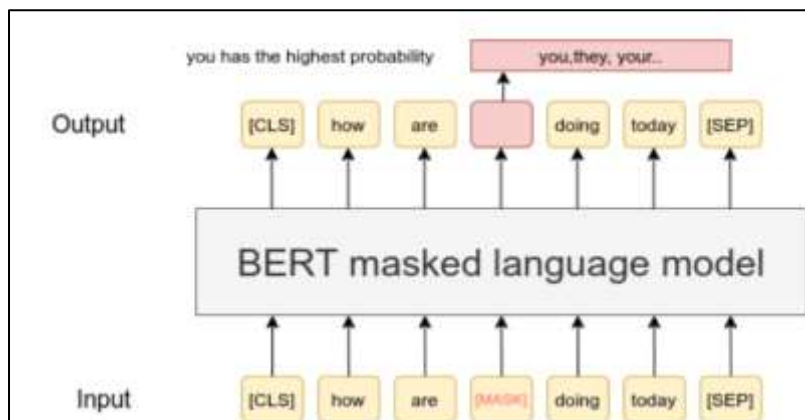 you has the highest probability
you,they, your..
Output [CLS] how are doing today [SEP]
BERT masked language model
Input [CLS] how are [MASK] doing today [SEP]